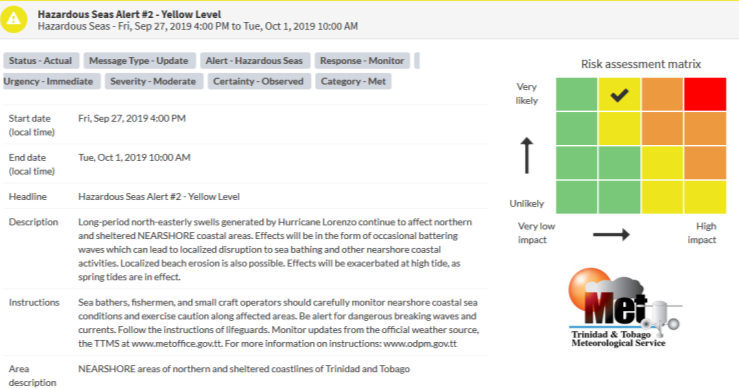 Hazardous Seas Alert #2 - Yellow Level
Hazardous Seas - Fri, Sep 27, 2019 4:00 PM to Tue, Oct 1, 2019 10:00 AM
Status - Actual Message Type - Update Alert - Hazardous Seas Response - Monitor
Urgency - Immediate Severity - Moderate Certainty - Observed Category - Met
Start date
(local time)
Fri, Sep 27, 2019 4:00 PM
End date
(local time)
Tue, Oct 1, 2019 10:00 AM
Headline
Hazardous Seas Alert #2 - Yellow Level
Description
Long-period north-easterly swells generated by Hurricane Lorenzo continue to affect northern
and sheltered NEARSHORE coastal areas. Effects will be in the form of occasional battering
waves which can lead to localized disruption to sea bathing and other nearshore coastal
activities. Localized beach erosion is also possible. Effects will be exacerbated at high tide, as
spring tides are in effect.
Instructions
Sea bathers, fishermen, and small craft operators should carefully monitor nearshore coastal sea
conditions and exercise caution along affected areas. Be alert for dangerous breaking waves and
currents. Follow the instructions of lifeguards. Monitor updates from the official weather source,
the TTMS at www.metoffice.gov.tt. For more information on instructions: www.odpm.gov.tt
Area
description
NEARSHORE areas of northern and sheltered coastlines of Trinidad and Tobago
Risk assessment matrix
Very
likely
Unlikely
Very low
impact
High
impact
Met
Trinidad & Tobago
Meteorological Service